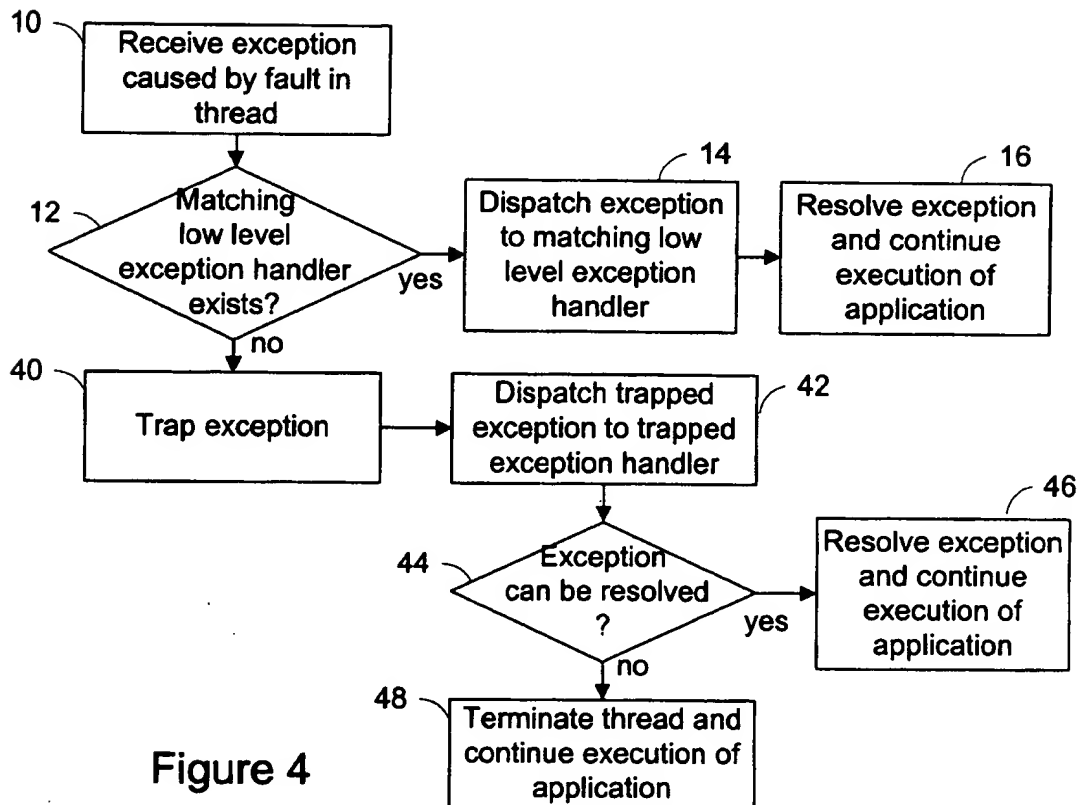 10
Receive exception
caused by fault in
thread
12
Matching
low level
exception handler
exists?
yes
no
14
Dispatch exception
to matching low
level exception
handler
16
Resolve exception
and continue
execution of
application
40
Trap exception
42
Dispatch trapped
exception to trapped
exception handler
44
Exception
can be resolved
?
yes
no
46
Resolve exception
and continue
execution of
application
48
Terminate thread and
continue execution of
application
Figure 4